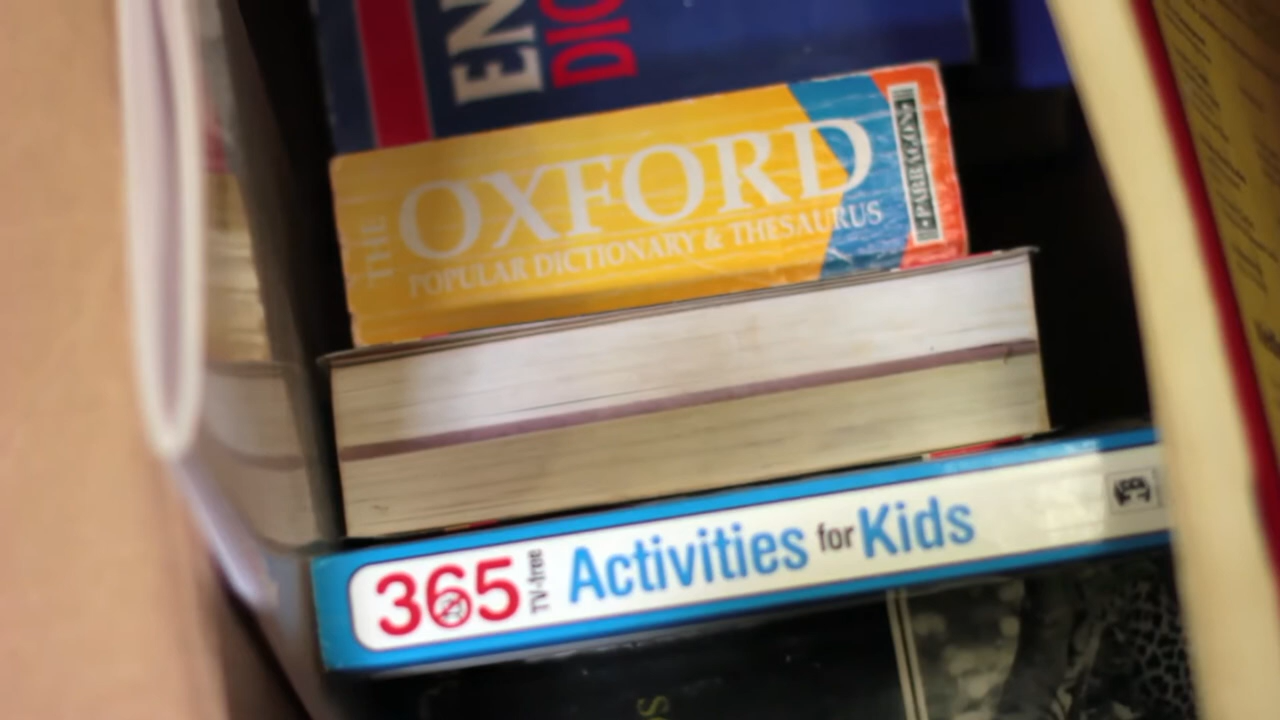 EN
DIC
THE
OXFORD
POPULAR DICTIONARY & THESAURUS
·PARRAGON·
365
TV-free
Activities for Kids